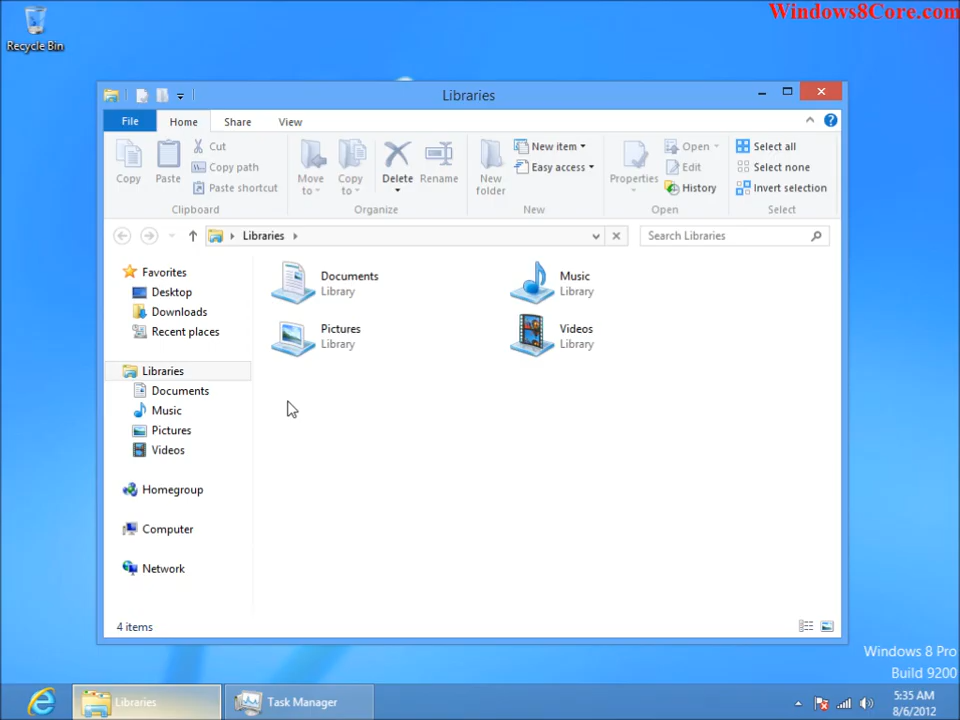 Windows8Core.com
Recycle Bin
Libraries
File
Home
Share
View
Copy
Paste
Cut
Copy path
Paste shortcut
Clipboard
Move to
Copy to
Delete
Rename
Organize
New folder
New item
Easy access
New
Properties
Open
Edit
History
Open
Select all
Select none
Invert selection
Select
Libraries
Search Libraries
Favorites
Desktop
Downloads
Recent places
Libraries
Documents
Music
Pictures
Videos
Homegroup
Computer
Network
Documents
Library
Music
Library
Pictures
Library
Videos
Library
4 items
Windows 8 Pro
Build 9200
Libraries
Task Manager
5:35 AM
8/6/2012